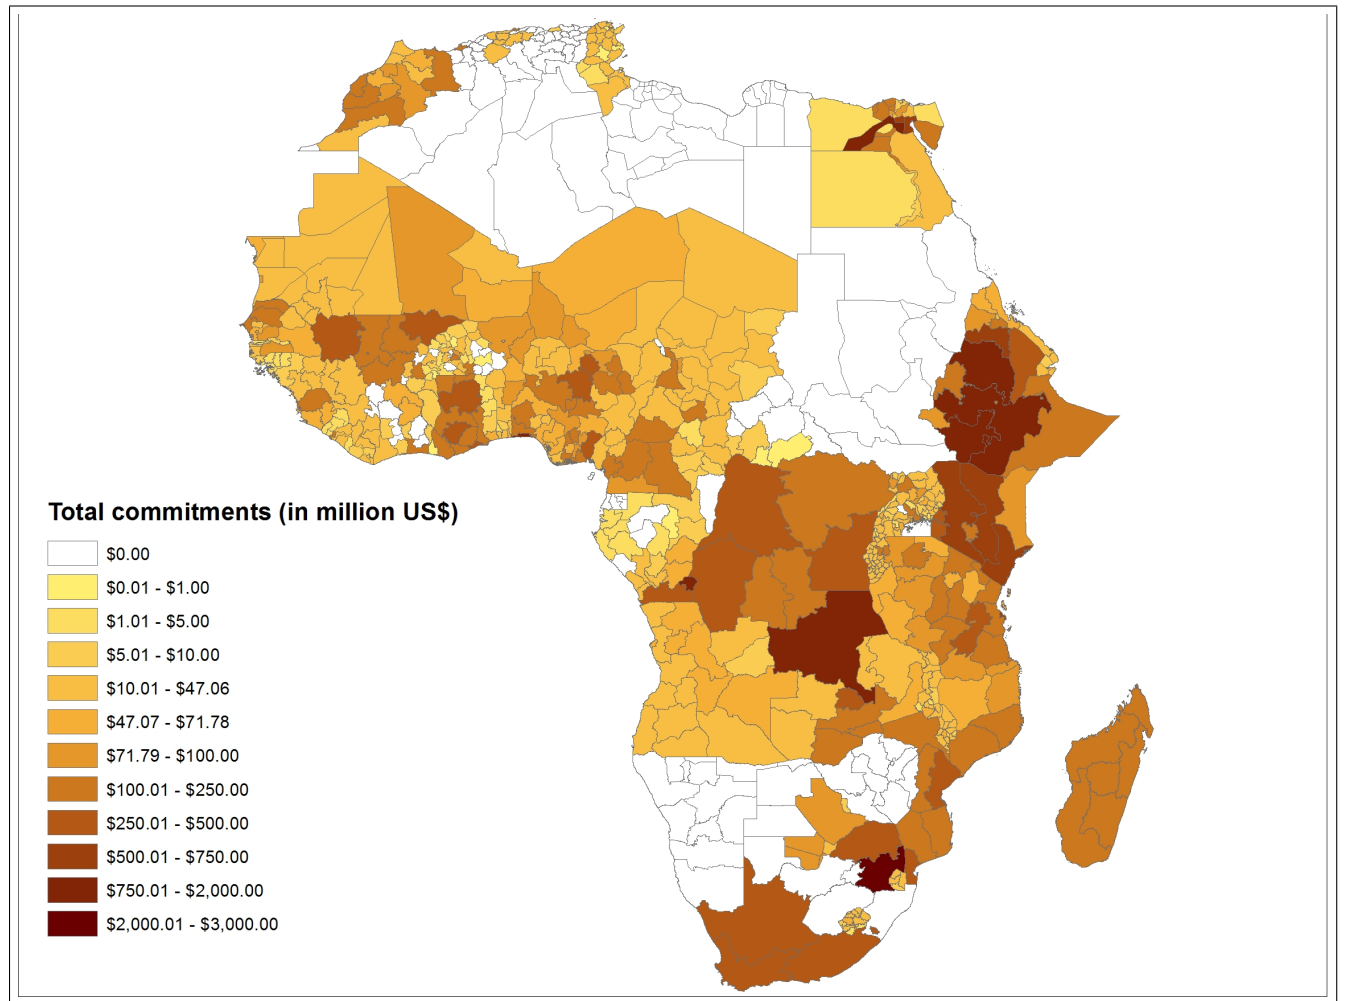 Total commitments (in million US$)
$0.00
$0.01 - $1.00
$1.01 - $5.00
$5.01 - $10.00
$10.01 - $47.06
$47.07 - $71.78
$71.79 - $100.00
$100.01 - $250.00
$250.01 - $500.00
$500.01 - $750.00
$750.01 - $2,000.00
$2,000.01 - $3,000.00